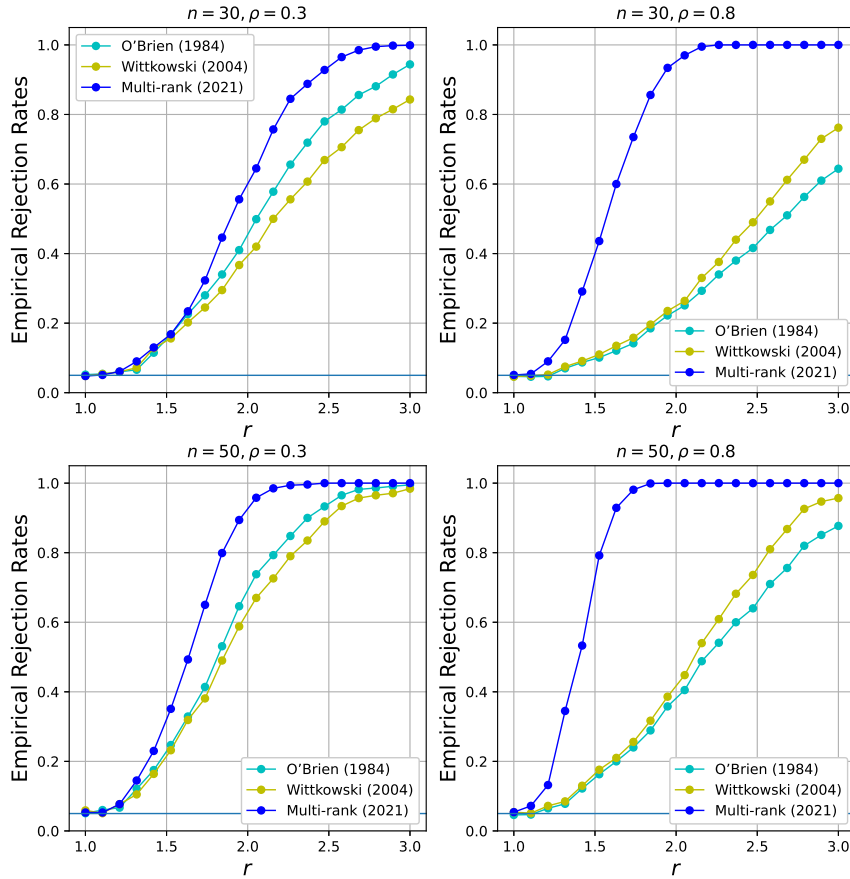 n = 30, ρ = 0.3
Empirical Rejection Rates
1.0
0.8
0.6
0.4
0.2
0.0
O'Brien (1984)
Wittkowski (2004)
Multi-rank (2021)
1.0 1.5 2.0 2.5 3.0
r
n = 30, ρ = 0.8
Empirical Rejection Rates
1.0
0.8
0.6
0.4
0.2
0.0
O'Brien (1984)
Wittkowski (2004)
Multi-rank (2021)
1.0 1.5 2.0 2.5 3.0
r
n = 50, ρ = 0.3
Empirical Rejection Rates
1.0
0.8
0.6
0.4
0.2
0.0
O'Brien (1984)
Wittkowski (2004)
Multi-rank (2021)
1.0 1.5 2.0 2.5 3.0
r
n = 50, ρ = 0.8
Empirical Rejection Rates
1.0
0.8
0.6
0.4
0.2
0.0
O'Brien (1984)
Wittkowski (2004)
Multi-rank (2021)
1.0 1.5 2.0 2.5 3.0
r